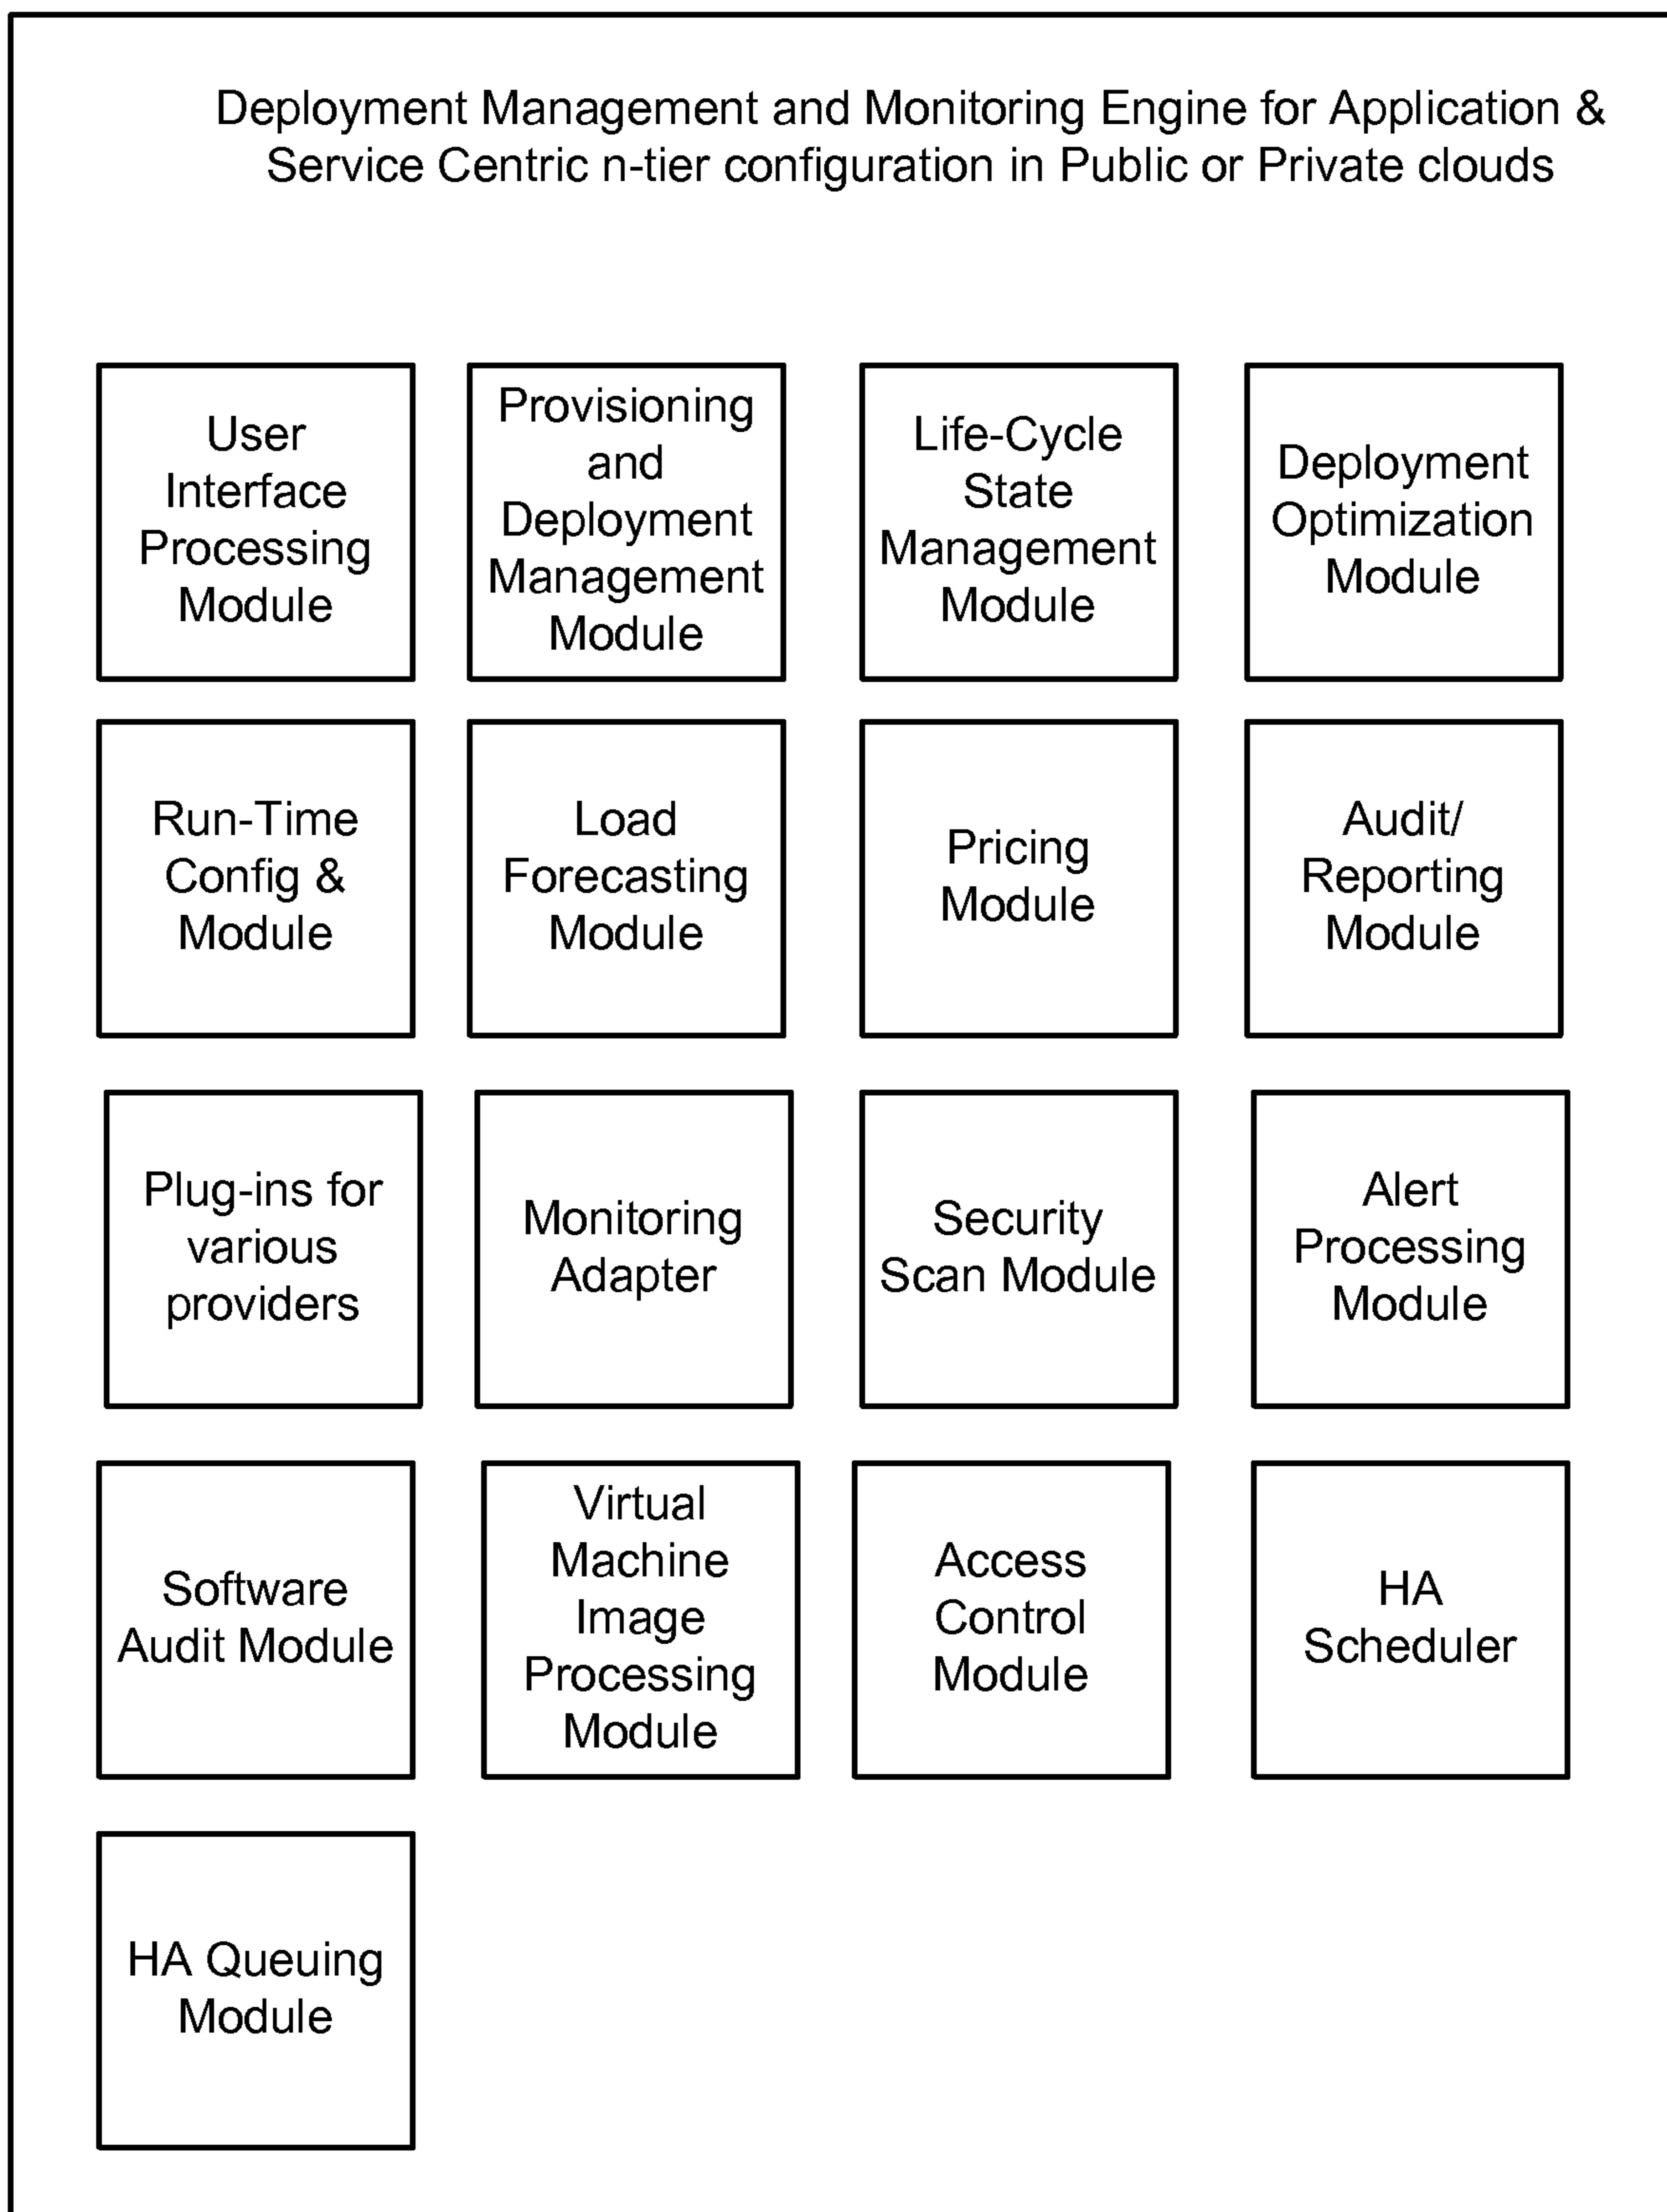 Deployment Management and Monitoring Engine for Application &
Service Centric n-tier configuration in Public or Private clouds
User
Interface
Processing
Module
Provisioning
and
Deployment
Management
Module
Life-Cycle
State
Management
Module
Deployment
Optimization
Module
Run-Time
Config &
Module
Load
Forecasting
Module
Pricing
Module
Audit/
Reporting
Module
Plug-ins for
various
providers
Monitoring
Adapter
Security
Scan Module
Alert
Processing
Module
Software
Audit Module
Virtual
Machine
Image
Processing
Module
Access
Control
Module
HA
Scheduler
HA Queuing
Module